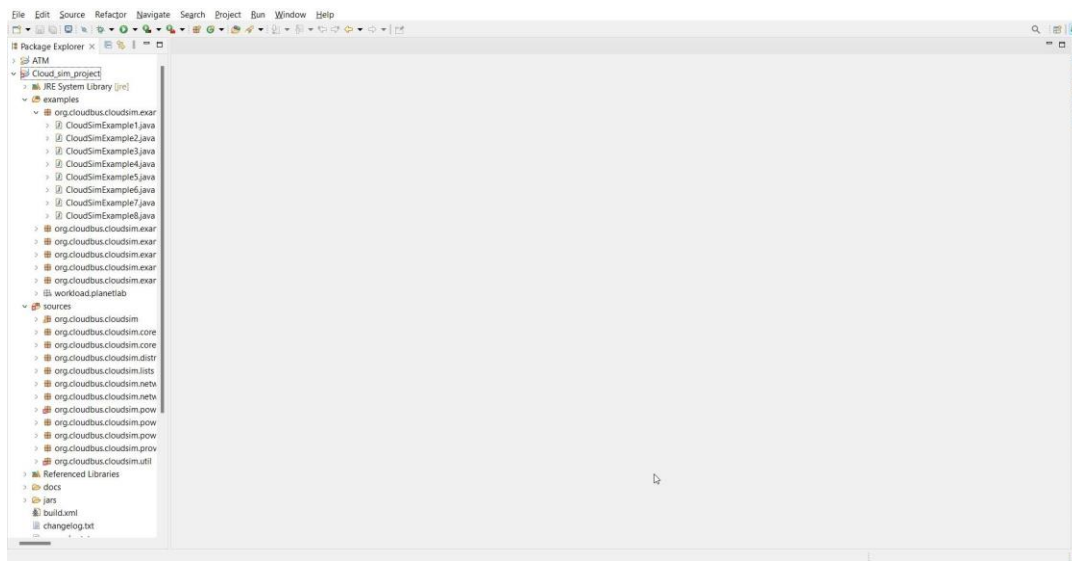 File Edit Source Refactor Navigate Search Project Run Window Help
Package Explorer
ATM
Cloud_sim_project
JRE System Library [jre]
examples
org.cloudbus.cloudsim.exar
CloudSimExample1.java
CloudSimExample2.java
CloudSimExample3.java
CloudSimExample4.java
CloudSimExample5.java
CloudSimExample6.java
CloudSimExample7.java
CloudSimExample8.java
org.cloudbus.cloudsim.exar
org.cloudbus.cloudsim.exar
org.cloudbus.cloudsim.exar
org.cloudbus.cloudsim.exar
org.cloudbus.cloudsim.exar
workload.planetlab
sources
org.cloudbus.cloudsim
org.cloudbus.cloudsim.core
org.cloudbus.cloudsim.core
org.cloudbus.cloudsim.distr
org.cloudbus.cloudsim.lists
org.cloudbus.cloudsim.netw
org.cloudbus.cloudsim.netw
org.cloudbus.cloudsim.pow
org.cloudbus.cloudsim.pow
org.cloudbus.cloudsim.pow
org.cloudbus.cloudsim.prov
org.cloudbus.cloudsim.util
Referenced Libraries
docs
jars
build.xml
changelog.txt